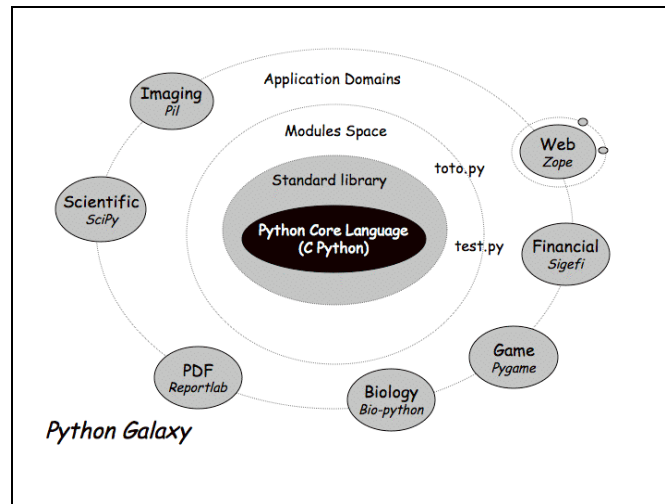 Application Domains
Imaging
Pil
Modules Space
Web
Zope
toto.py
Standard library
Scientific
SciPy
Python Core Language
(C Python)
test.py
Financial
Sigefi
Game
Pygame
PDF
Reportlab
Biology
Bio-python
Python Galaxy